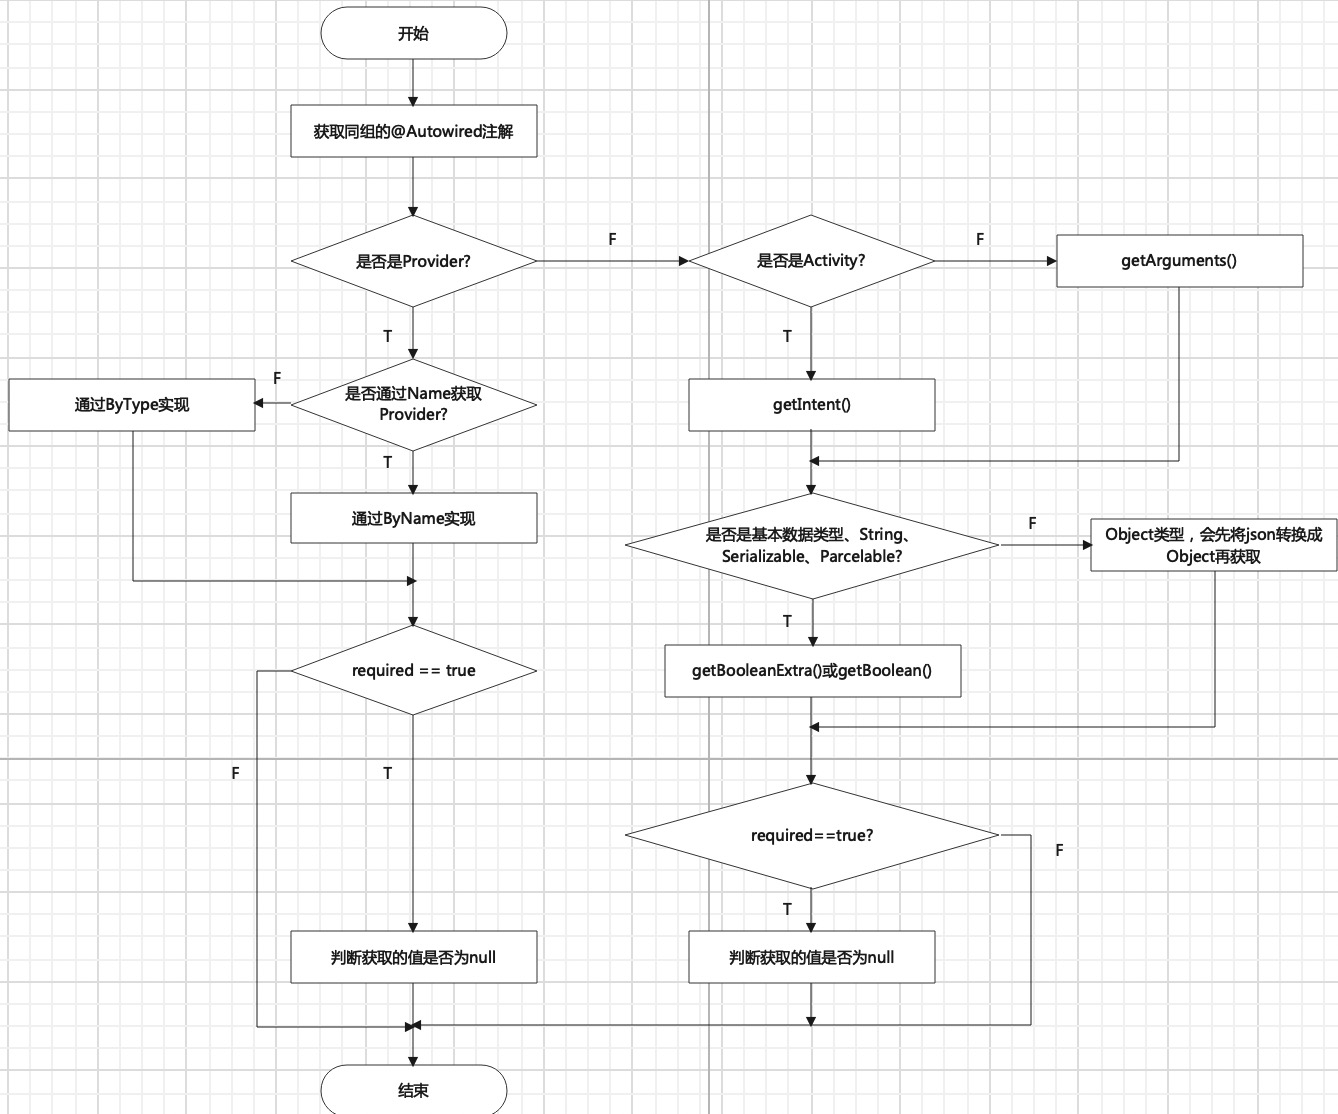 开始
获取同组的@Autowired注解
是否是Provider?
F
是否是Activity?
F
getArguments()
T
T
F
是否通过Name获取
Provider?
通过ByType实现
getIntent()
T
通过ByName实现
是否是基本数据类型、String、
Serializable、Parcelable?
F
Object类型，会先将json转换成
Object再获取
T
required == true
getBooleanExtra()或getBoolean()
F
T
required==true?
F
T
判断获取的值是否为null
判断获取的值是否为null
结束